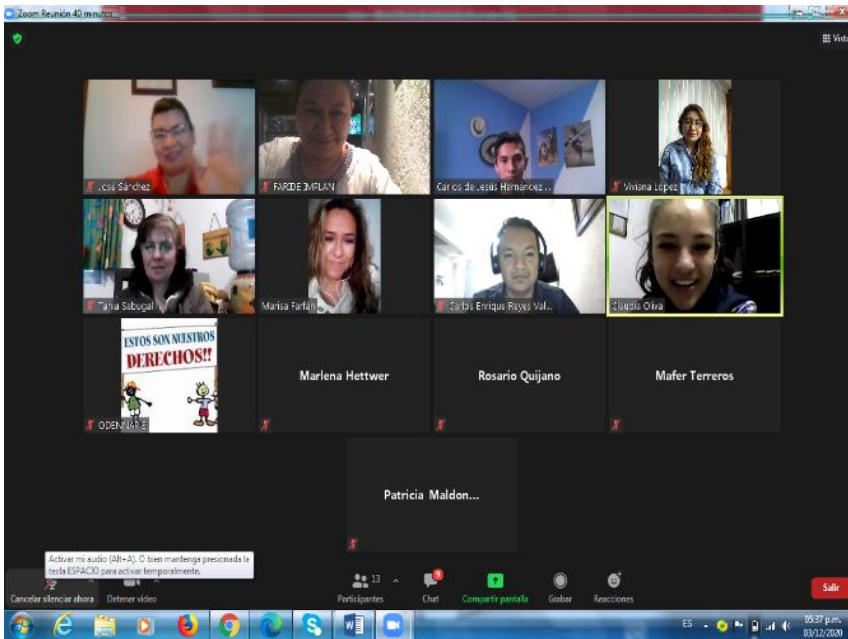 Zoom Reunión 40 minutos
Vista
José Sánchez
FARIDE IMPLAN
Carlos de Jesús Hernández ...
Viviana López
Tania Sabugal
Marisa Farfán
Carlos Enrique Reyes Val...
Claudia Oliva
ESTOS SON NUESTROS
DERECHOS!!
Marlena Hettwer
Rosario Quijano
Mafer Terreros
Patricia Maldon...
Activar mi audio (Alt+A). O bien mantenga presionada la
tecla ESPACIO para activar temporalmente.
13
9
Cancelar silenciar ahora
Detener video
Participantes
Chat
Compartir pantalla
Grabar
Reacciones
Salir
ES
05:37 p.m.
03/12/2020